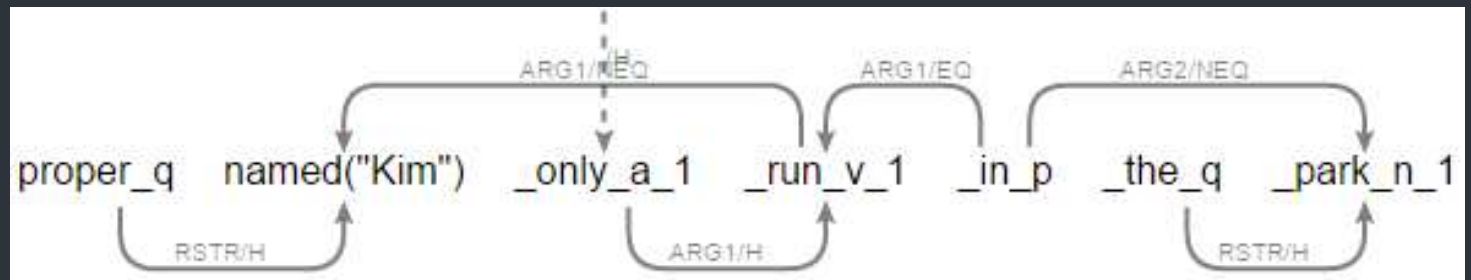 /H
ARG1/NEQ ARG1/EQ ARG2/NEQ
proper_q named("Kim") _only_a_1 _run_v_1 _in_p _the_q _park_n_1
RSTR/H ARG1/H RSTR/H